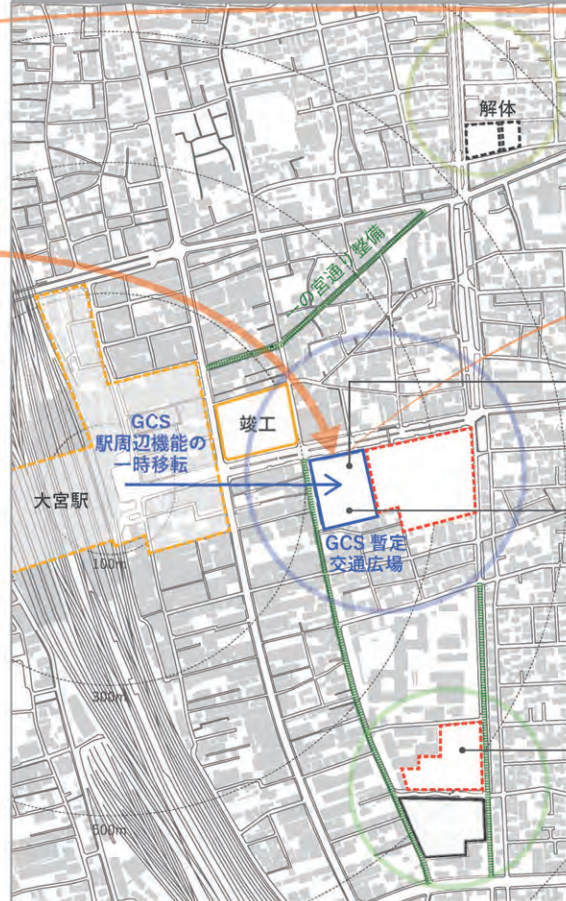 解体
一の宮通り整備
竣工
GCS
駅周辺機能の
一時移転
大宮駅
GCS 暫定
交通広場
100m
300m
500m